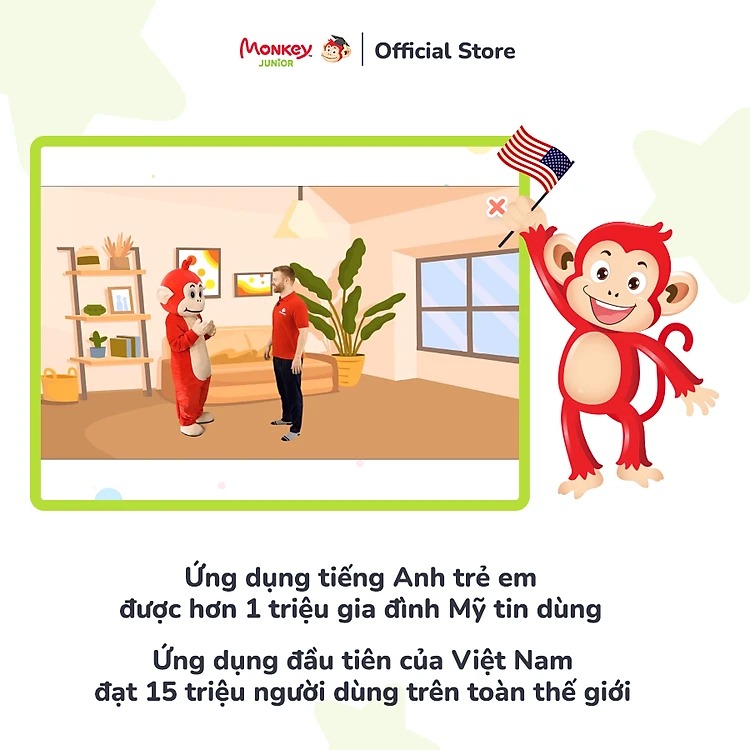 MONKEY
JUNIOR
Official Store
Ứng dụng tiếng Anh trẻ em
được hơn 1 triệu gia đình Mỹ tin dùng
Ứng dụng đầu tiên của Việt Nam
đạt 15 triệu người dùng trên toàn thế giới